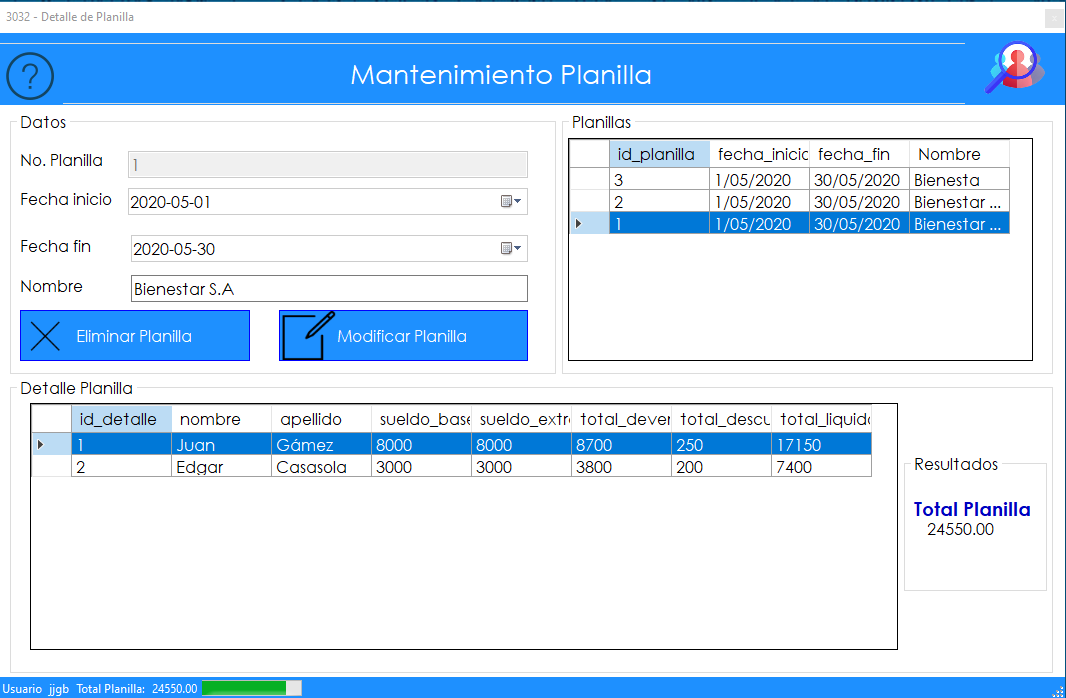 3032 - Detalle de Planilla
?
Mantenimiento Planilla
Datos
No. Planilla 1
Fecha inicio 2020-05-01
Fecha fin 2020-05-30
Nombre Bienestar S.A
Eliminar Planilla Modificar Planilla
Planillas
id_planilla fecha_inicio fecha_fin Nombre
3 1/05/2020 30/05/2020 Bienesta
2 1/05/2020 30/05/2020 Bienestar ...
1 1/05/2020 30/05/2020 Bienestar ...
Detalle Planilla
id_detalle nombre apellido sueldo_base sueldo_extr total_dever total_descu total_liquido
1 Juan Gámez 8000 8000 8700 250 17150
2 Edgar Casasola 3000 3000 3800 200 7400
Resultados
Total Planilla
24550.00
Usuario jjgb Total Planilla: 24550.00